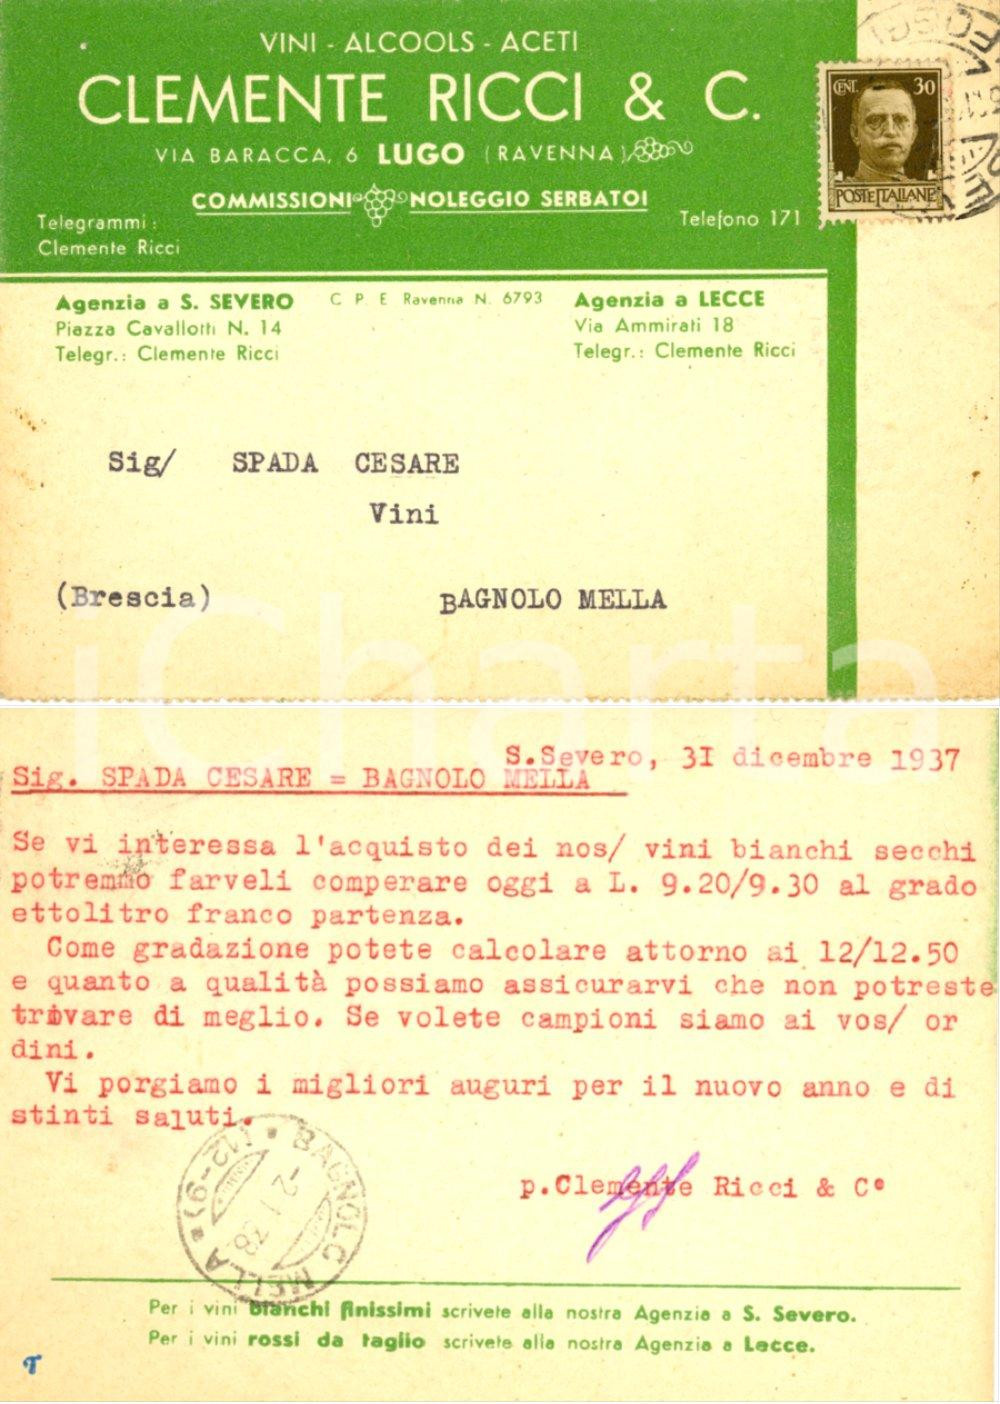 VINI - ALCOOLS - ACETI
CLEMENTE RICCI & C.
VIA BARACCA, 6 LUGO (RAVENNA)
COMMISSIONI NOLEGGIO SERBATOI
Telegrammi :
Clemente Ricci
Telefono 171
CENT. 30
POSTE ITALIANE
Agenzia a S. SEVERO
Piazza Cavallotti N. 14
Telegr.: Clemente Ricci
C P E Ravenna N. 6793
Agenzia a LECCE
Via Ammirati 18
Telegr.: Clemente Ricci
Sig/ SPADA CESARE
Vini
(Brescia) BAGNOLO MELLA
iCharta
S.Severo, 3I dicembre 1937
Sig. SPADA CESARE = BAGNOLO MELLA
Se vi interessa l'acquisto dei nos/ vini bianchi secchi
potremmo farveli comperare oggi a L. 9.20/9.30 al grado
ettolitro franco partenza.
Come gradazione potete calcolare attorno ai 12/12.50
e quanto a qualità possiamo assicurarvi che non potreste
trovare di meglio. Se volete campioni siamo ai vos/ or
dini.
Vi porgiamo i migliori auguri per il nuovo anno e di
stinti saluti.
BAGNOLO MELLA (12-9)
-2.1.38
p.Clemente Ricci & C°
Per i vini bianchi finissimi scrivete alla nostra Agenzia a S. Severo.
Per i vini rossi da taglio scrivete alla nostra Agenzia a Lecce.
T